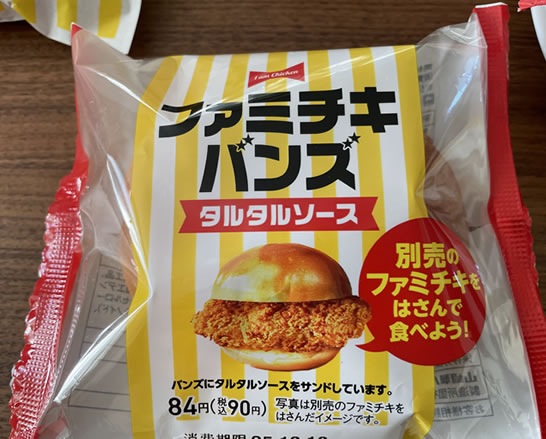 Fami Chicken
ファミチキ
バンズ
タルタルソース
別売の
ファミチキを
はさんで
食べよう!
バンズにタルタルソースをサンドしています。
84円(税込90円)
写真は別売のファミチキを
はさんだイメージです。